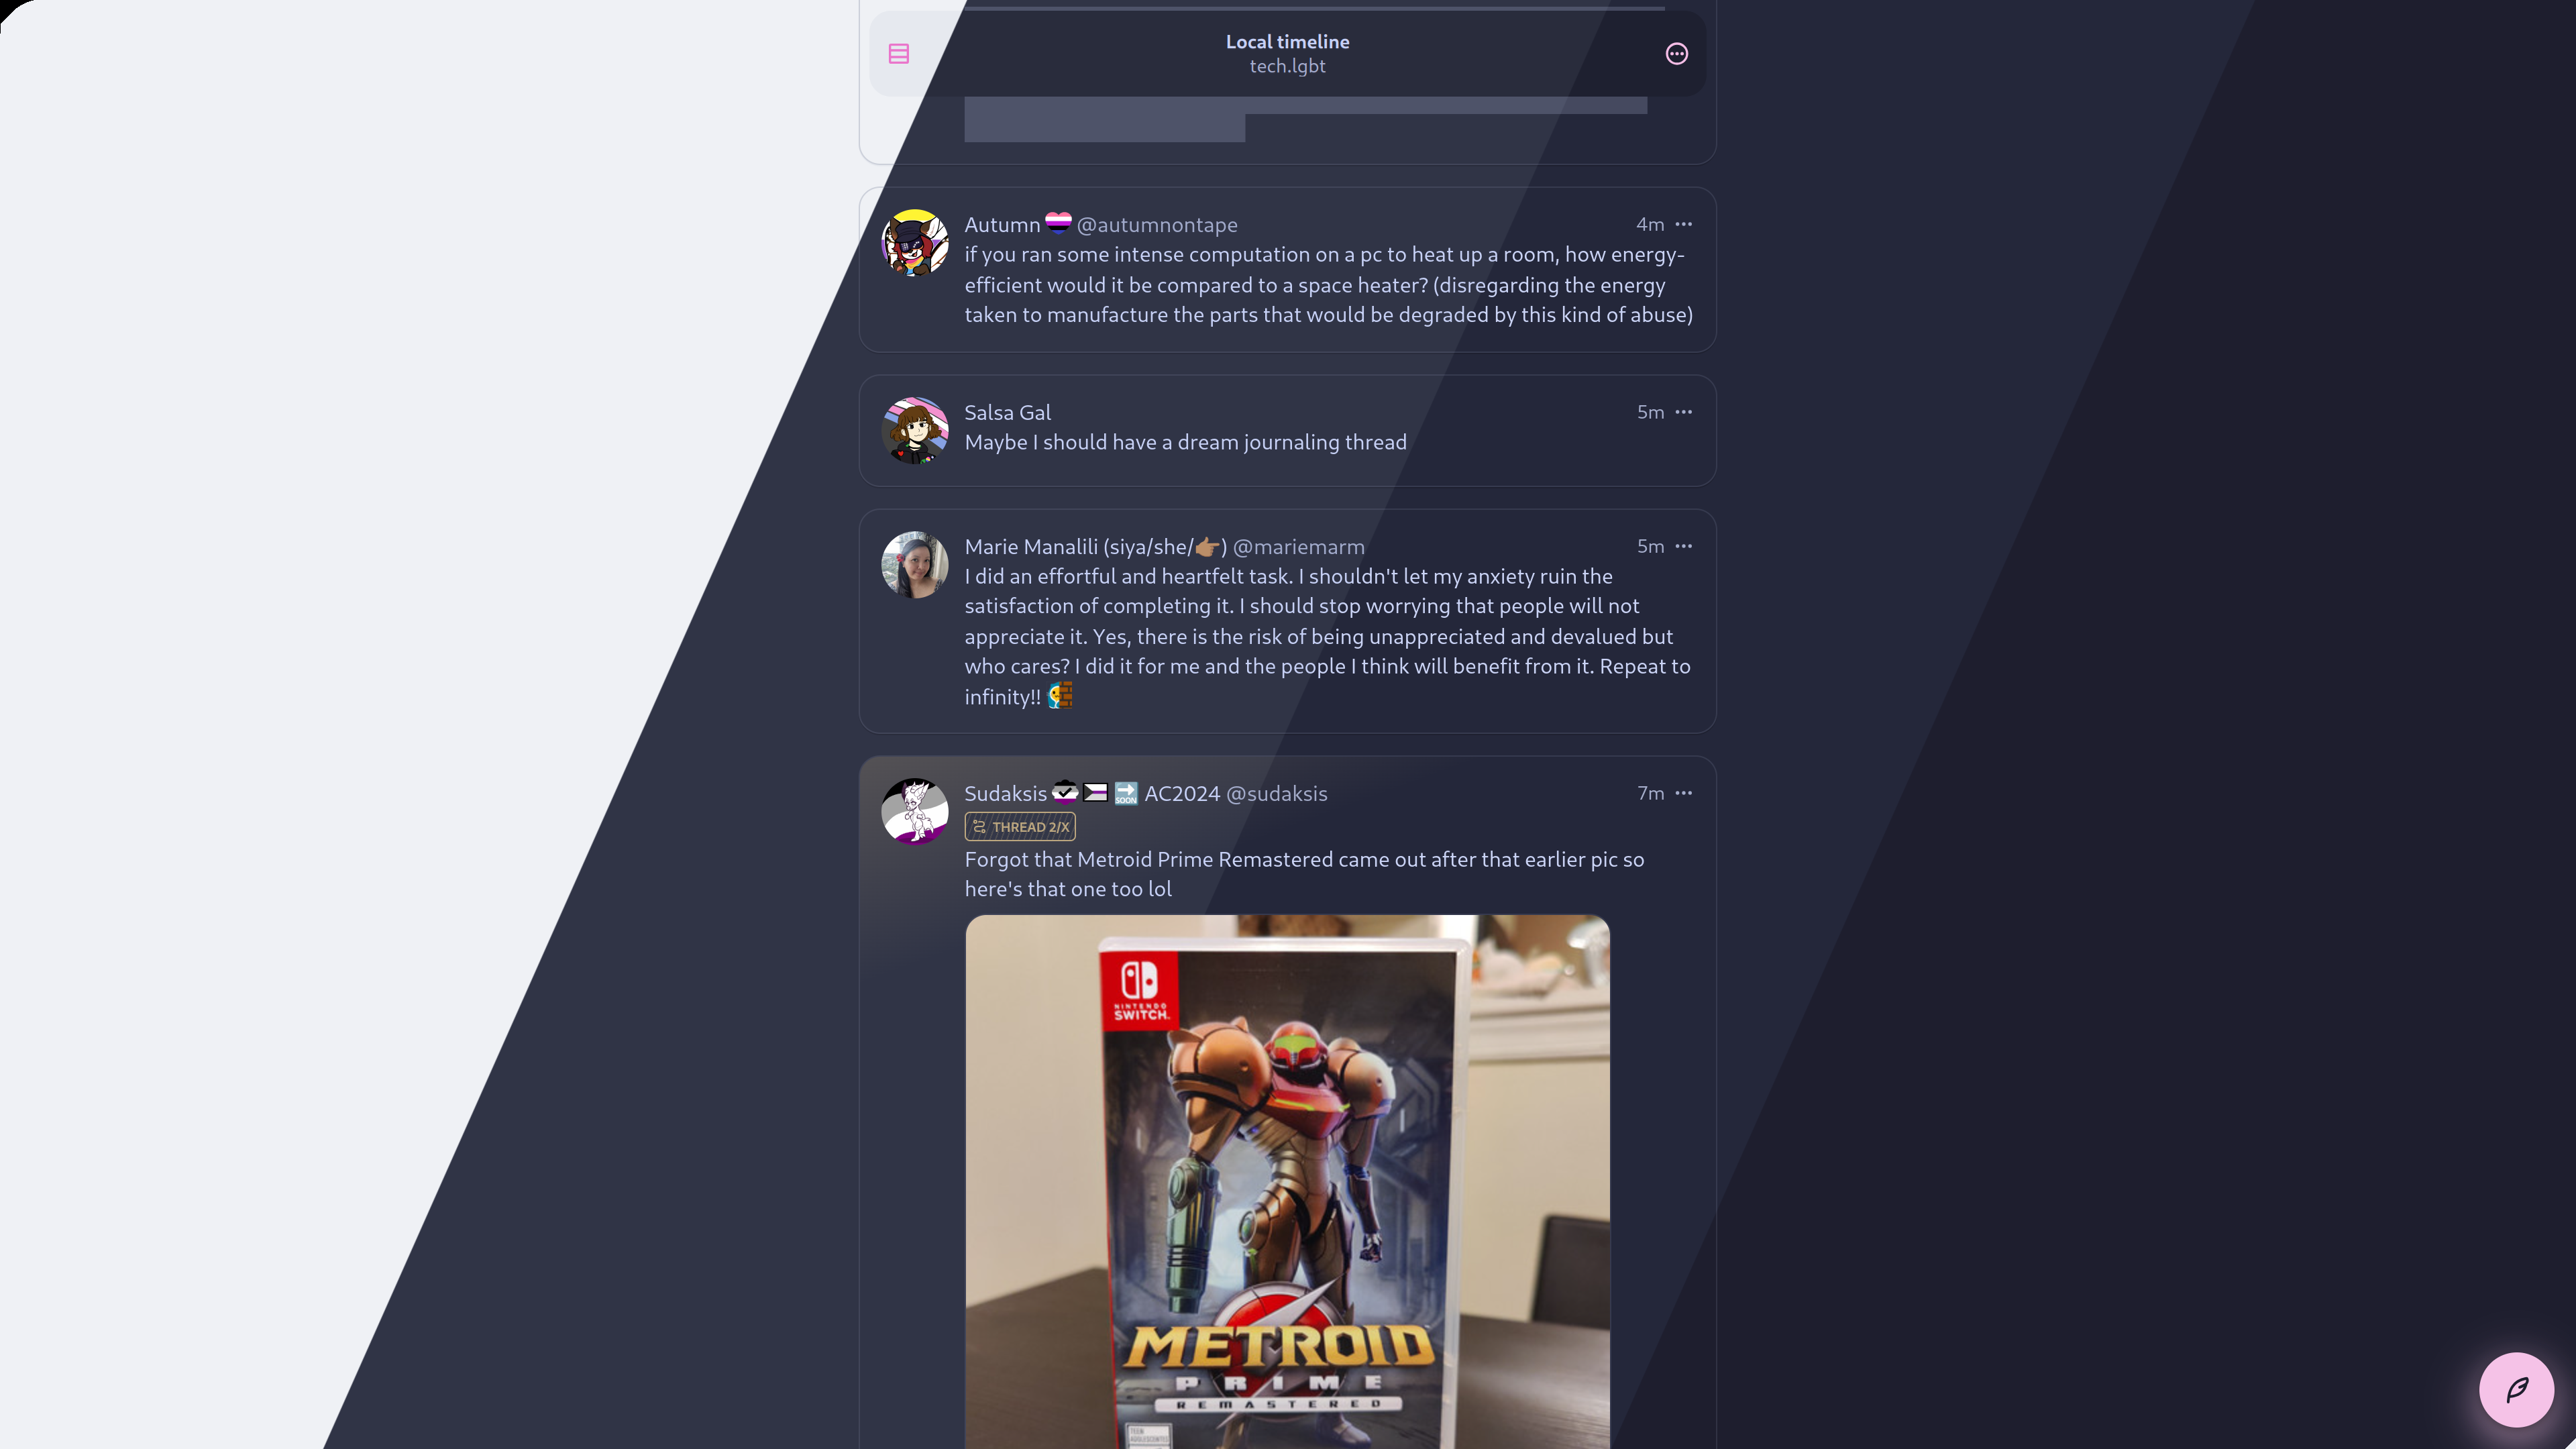 Local timeline
tech.lgbt
Autumn @autumnontape 4m
if you ran some intense computation on a pc to heat up a room, how energy-
efficient would it be compared to a space heater? (disregarding the energy
taken to manufacture the parts that would be degraded by this kind of abuse)
Salsa Gal 5m
Maybe I should have a dream journaling thread
Marie Manalili (siya/she/👉🏽) @mariemarm 5m
I did an effortful and heartfelt task. I shouldn't let my anxiety ruin the
satisfaction of completing it. I should stop worrying that people will not
appreciate it. Yes, there is the risk of being unappreciated and devalued but
who cares? I did it for me and the people I think will benefit from it. Repeat to
infinity!!
Sudaksis 🔜 AC2024 @sudaksis 7m
THREAD 2/X
Forgot that Metroid Prime Remastered came out after that earlier pic so
here's that one too lol
NINTENDO
SWITCH
METROID
PRIME
REMASTERED